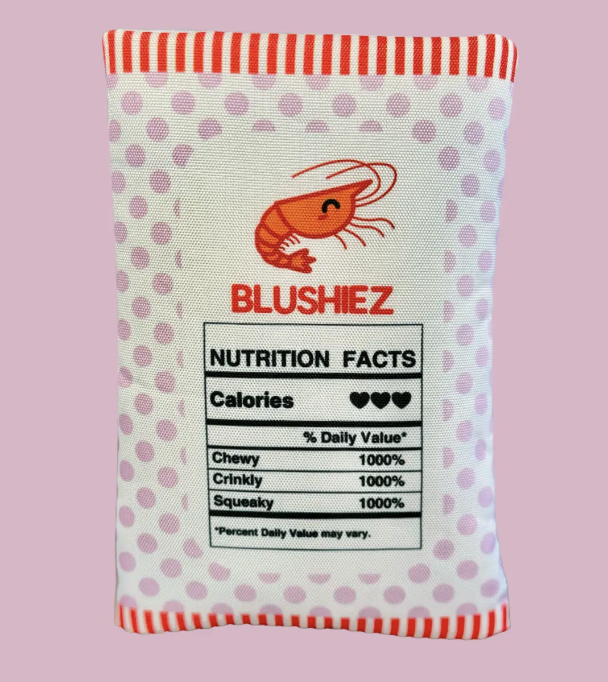 BLUSHIEZ
NUTRITION FACTS
Calories ♥♥♥
% Daily Value*
Chewy 1000%
Crinkly 1000%
Squeaky 1000%
*Percent Daily Value may vary.